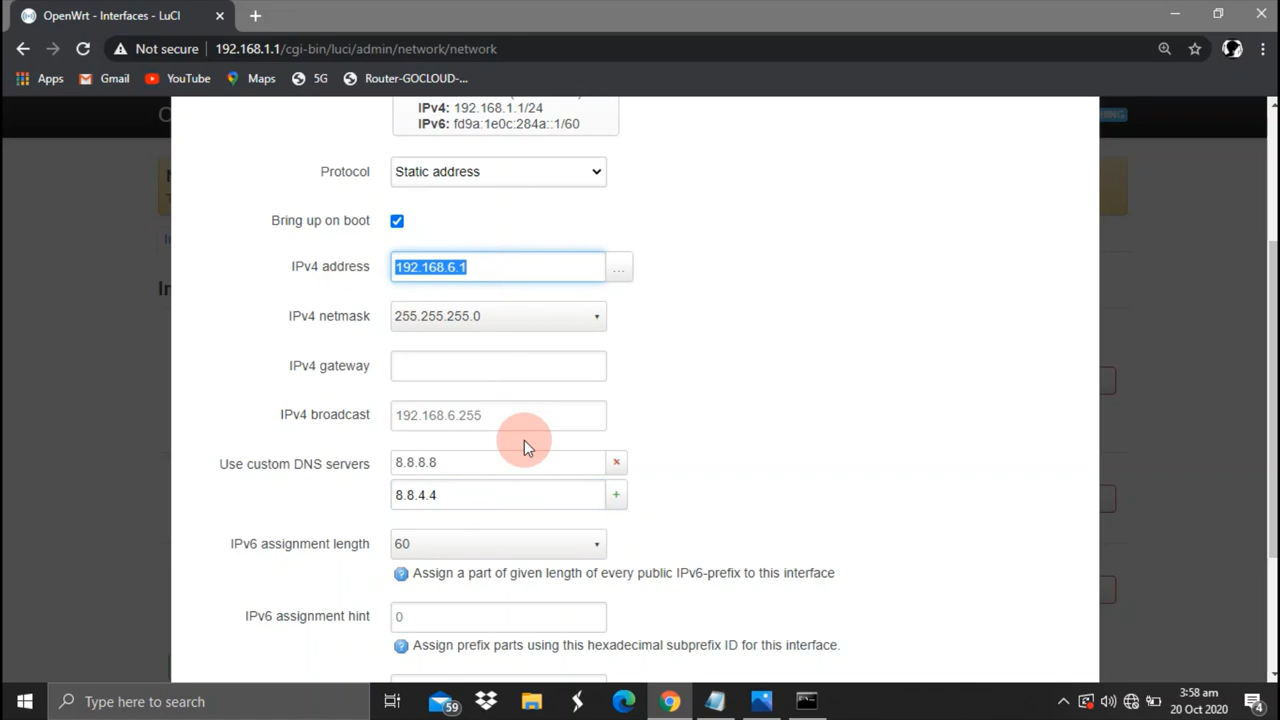 OpenWrt - Interfaces - LuCI
Not secure 192.168.1.1/cgi-bin/luci/admin/network/network
Apps Gmail YouTube Maps 5G Router-GOCLOUD-...
IPv4: 192.168.1.1/24
IPv6: fd9a:1e0c:284a::1/60
Protocol Static address
Bring up on boot
IPv4 address 192.168.6.1 ...
IPv4 netmask 255.255.255.0
IPv4 gateway
IPv4 broadcast 192.168.6.255
Use custom DNS servers 8.8.8.8
8.8.4.4 +
IPv6 assignment length 60
Assign a part of given length of every public IPv6-prefix to this interface
IPv6 assignment hint 0
Assign prefix parts using this hexadecimal subprefix ID for this interface.
Type here to search 59 3:58 am
20 Oct 2020 4